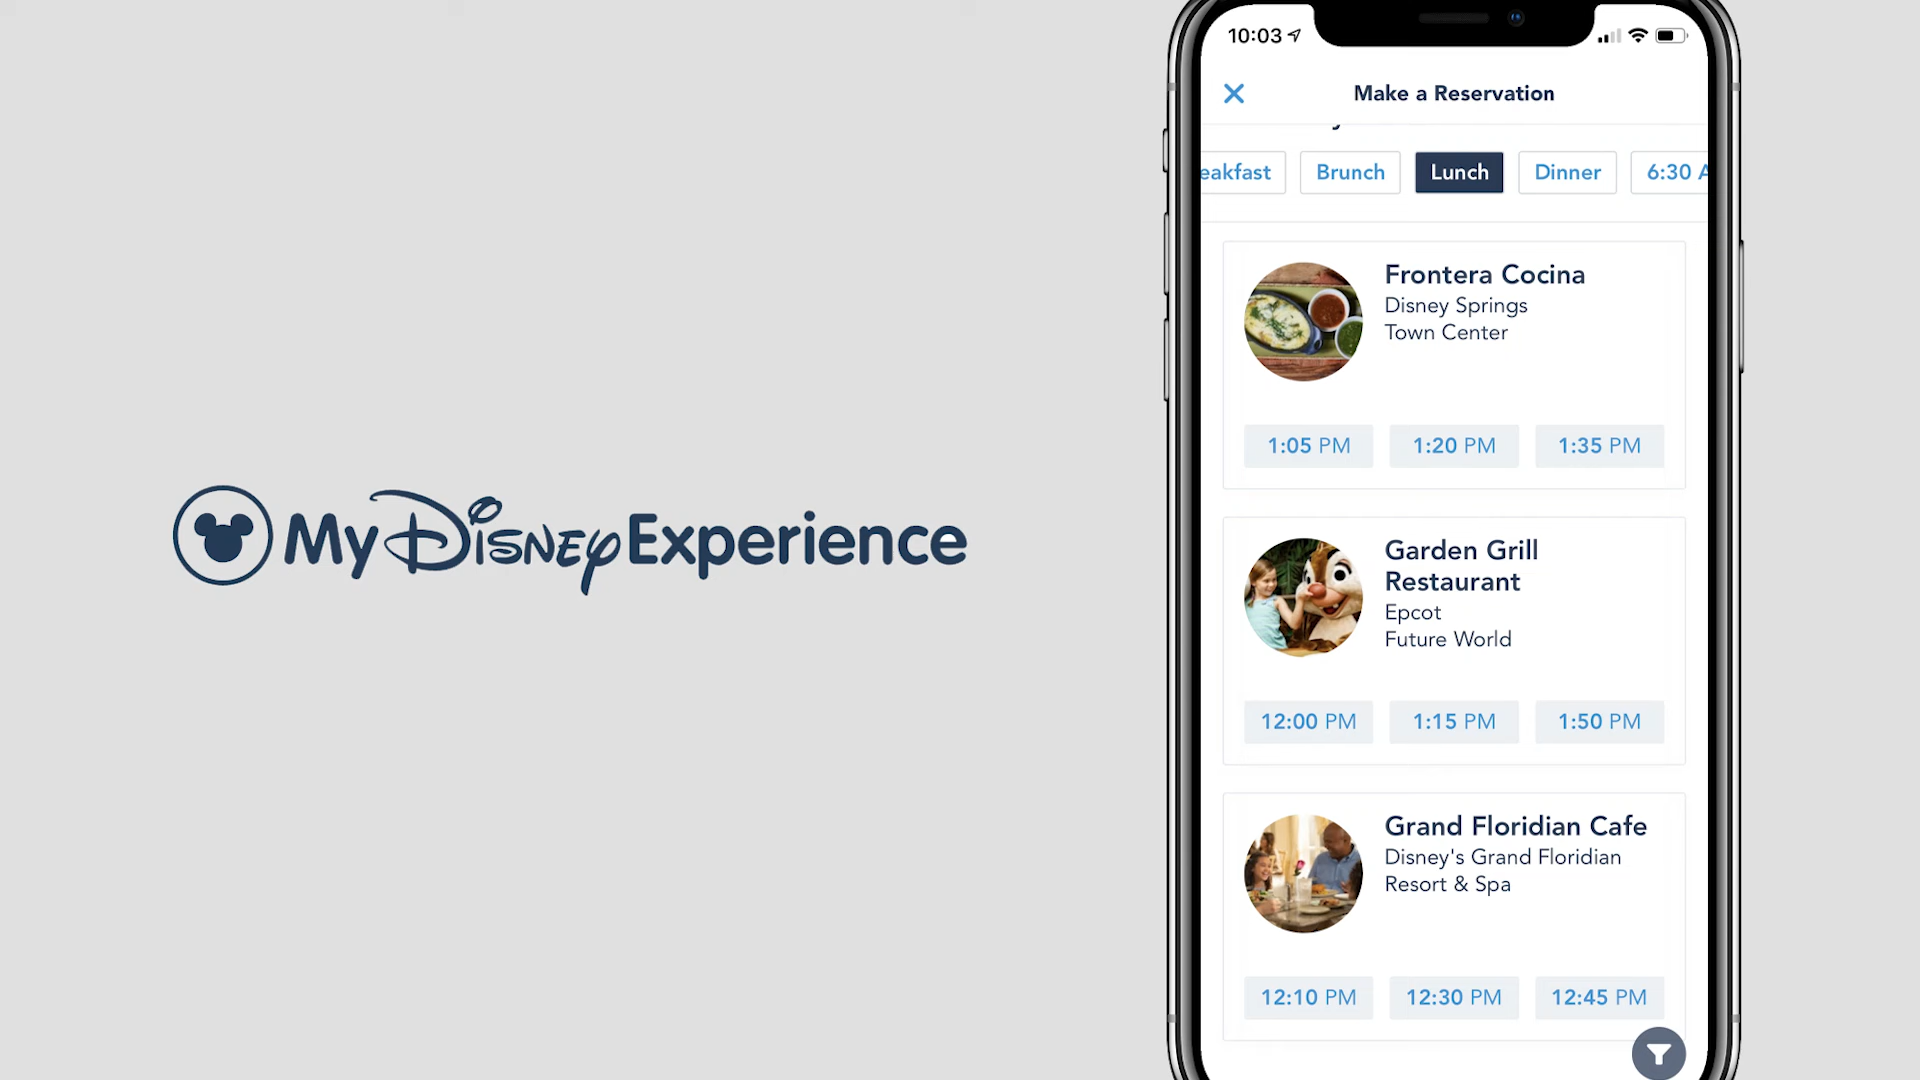 My Disney Experience
10:03
Make a Reservation
eakfast
Brunch
Lunch
Dinner
6:30 A
Frontera Cocina
Disney Springs
Town Center
1:05 PM
1:20 PM
1:35 PM
Garden Grill
Restaurant
Epcot
Future World
12:00 PM
1:15 PM
1:50 PM
Grand Floridian Cafe
Disney's Grand Floridian
Resort & Spa
12:10 PM
12:30 PM
12:45 PM